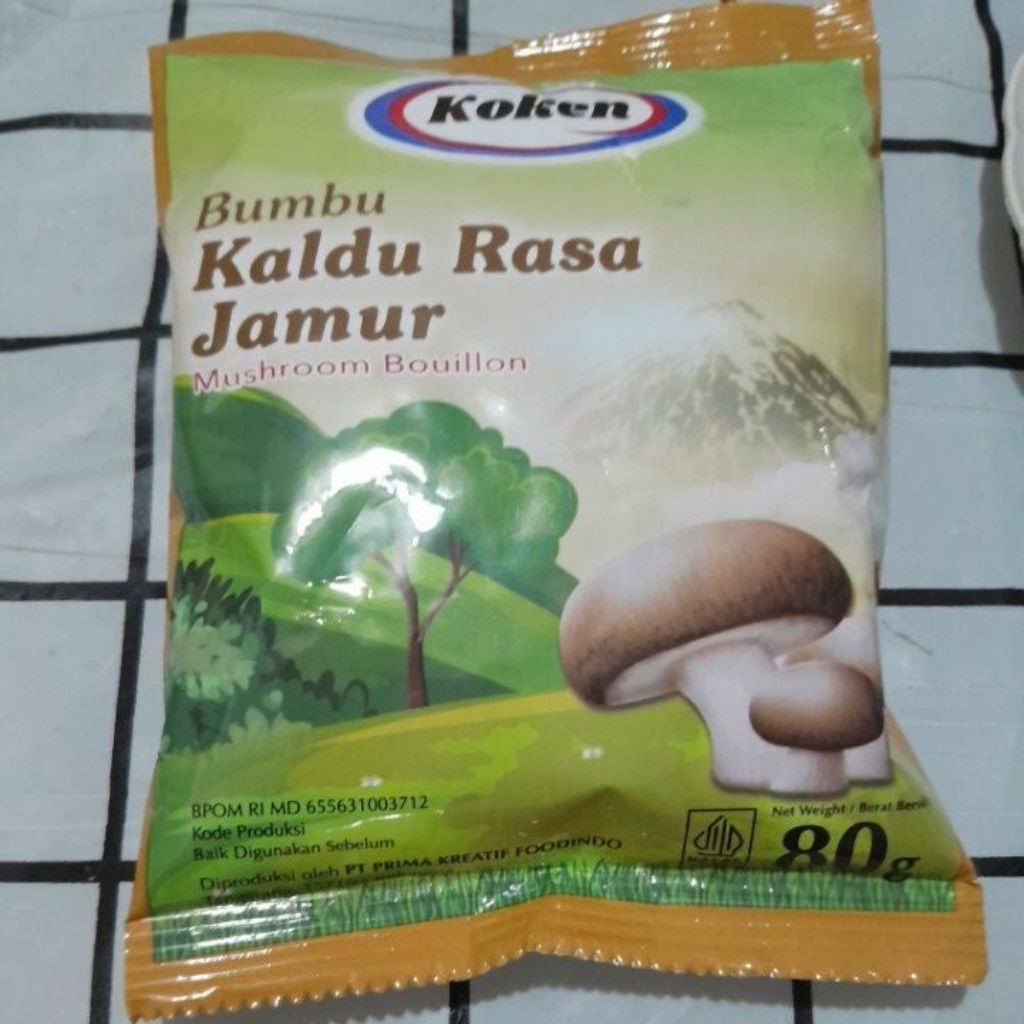 Koken
Bumbu
Kaldu Rasa
Jamur
Mushroom Bouillon
BPOM RI MD 655631003712
Kode Produksi
Baik Digunakan Sebelum
Diproduksi oleh PT PRIMA KREATIF FOODINDO
Net Weight / Berat Bersih
80g